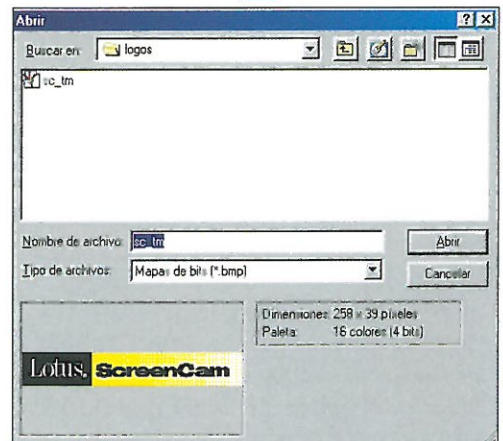 Abrir
Buscar en: logos
sc_tm
Nombre de archivo: sc_tm Abrir
Tipo de archivos: Mapas de bits (*.bmp) Cancelar
Dimensiones: 258 x 39 píxeles
Paleta: 16 colores (4 bits)
Lotus. ScreenCam